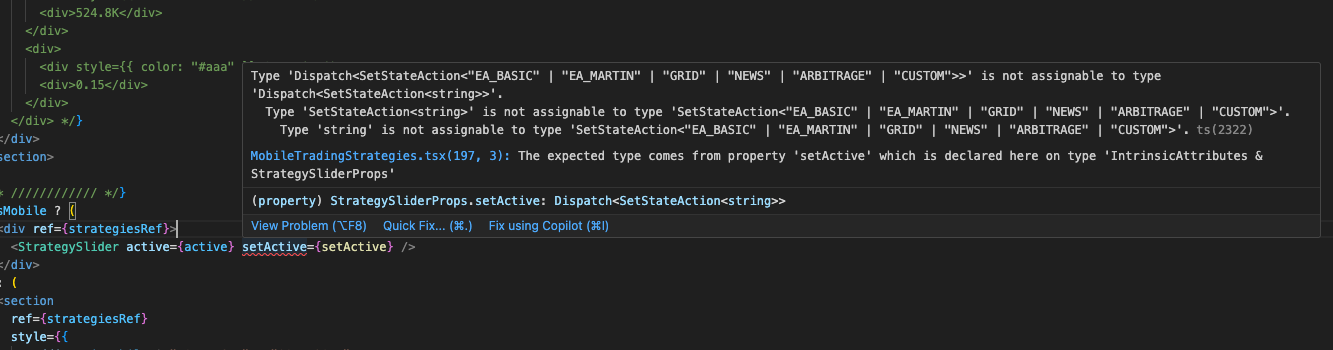 <div>524.8K</div>
</div>
<div>
<div style={{ color: "#aaa"
<div>0.15</div>
</div>
</div> */}
</div>
section>
* //////////// */}
sMobile ? (
<div ref={strategiesRef}>
<StrategySlider active={active} setActive={setActive} />
</div>
: (
<section
ref={strategiesRef}
style={{
Type 'Dispatch<SetStateAction<"EA_BASIC" | "EA_MARTIN" | "GRID" | "NEWS" | "ARBITRAGE" | "CUSTOM">>' is not assignable to type
'Dispatch<SetStateAction<string>>'.
Type 'SetStateAction<string>' is not assignable to type 'SetStateAction<"EA_BASIC" | "EA_MARTIN" | "GRID" | "NEWS" | "ARBITRAGE" | "CUSTOM">'.
Type 'string' is not assignable to type 'SetStateAction<"EA_BASIC" | "EA_MARTIN" | "GRID" | "NEWS" | "ARBITRAGE" | "CUSTOM">'. ts(2322)
MobileTradingStrategies.tsx(197, 3): The expected type comes from property 'setActive' which is declared here on type 'IntrinsicAttributes &
StrategySliderProps'
(property) StrategySliderProps.setActive: Dispatch<SetStateAction<string>>
View Problem (⌥F8) Quick Fix... (⌘.) Fix using Copilot (⌘I)